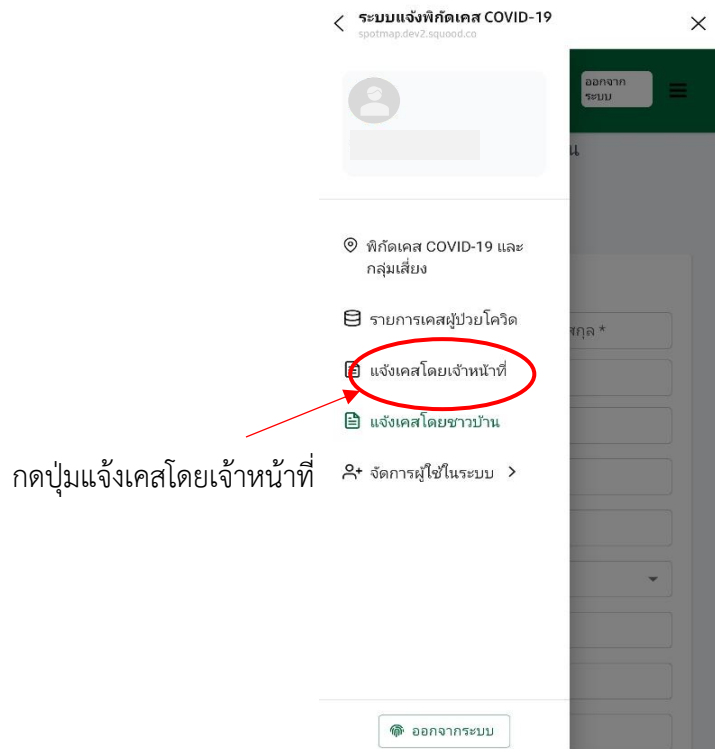 ระบบแจ้งพิกัดเคส COVID-19
spotmap.dev2.squood.co
ออกจาก
ระบบ
น
พิกัดเคส COVID-19 และ
กลุ่มเสี่ยง
รายการเคสผู้ป่วยโควิด
สกุล *
แจ้งเคสโดยเจ้าหน้าที่
แจ้งเคสโดยชาวบ้าน
กดปุ่มแจ้งเคสโดยเจ้าหน้าที่
จัดการผู้ใช้ในระบบ
ออกจากระบบ